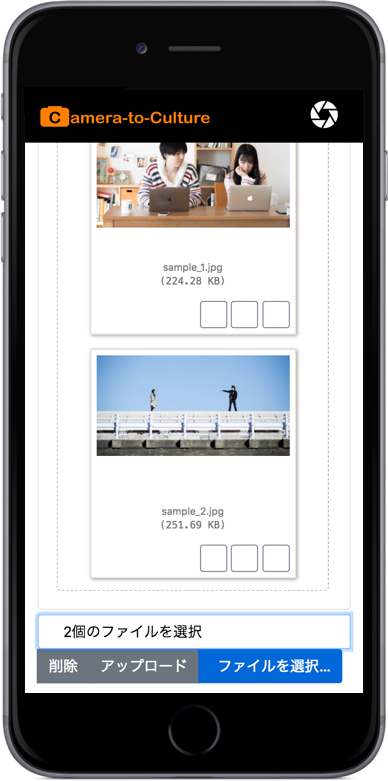 Camera-to-Culture
sample_1.jpg
(224.28 KB)
sample_2.jpg
(251.69 KB)
2個のファイルを選択
削除 アップロード ファイルを選択...